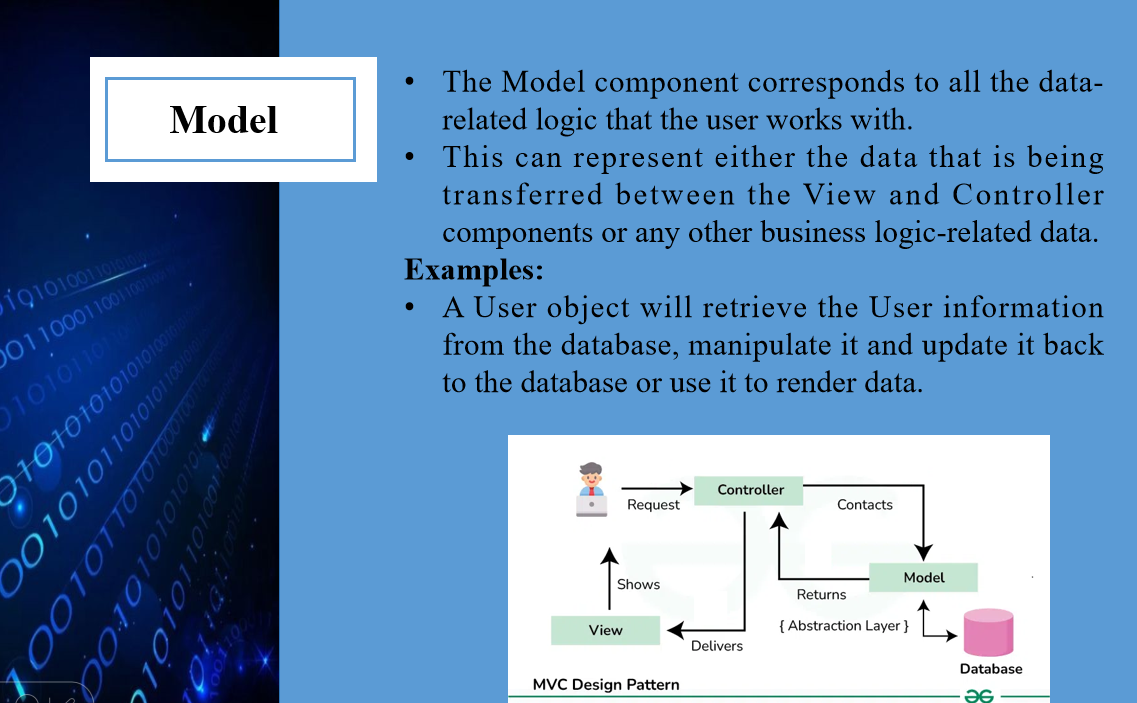 Model
• The Model component corresponds to all the data-
related logic that the user works with.
• This can represent either the data that is being
transferred between the View and Controller
components or any other business logic-related data.
Examples:
• A User object will retrieve the User information
from the database, manipulate it and update it back
to the database or use it to render data.
Request
Controller
Contacts
Shows
Model
Returns
View
Delivers
{ Abstraction Layer }
Database
MVC Design Pattern